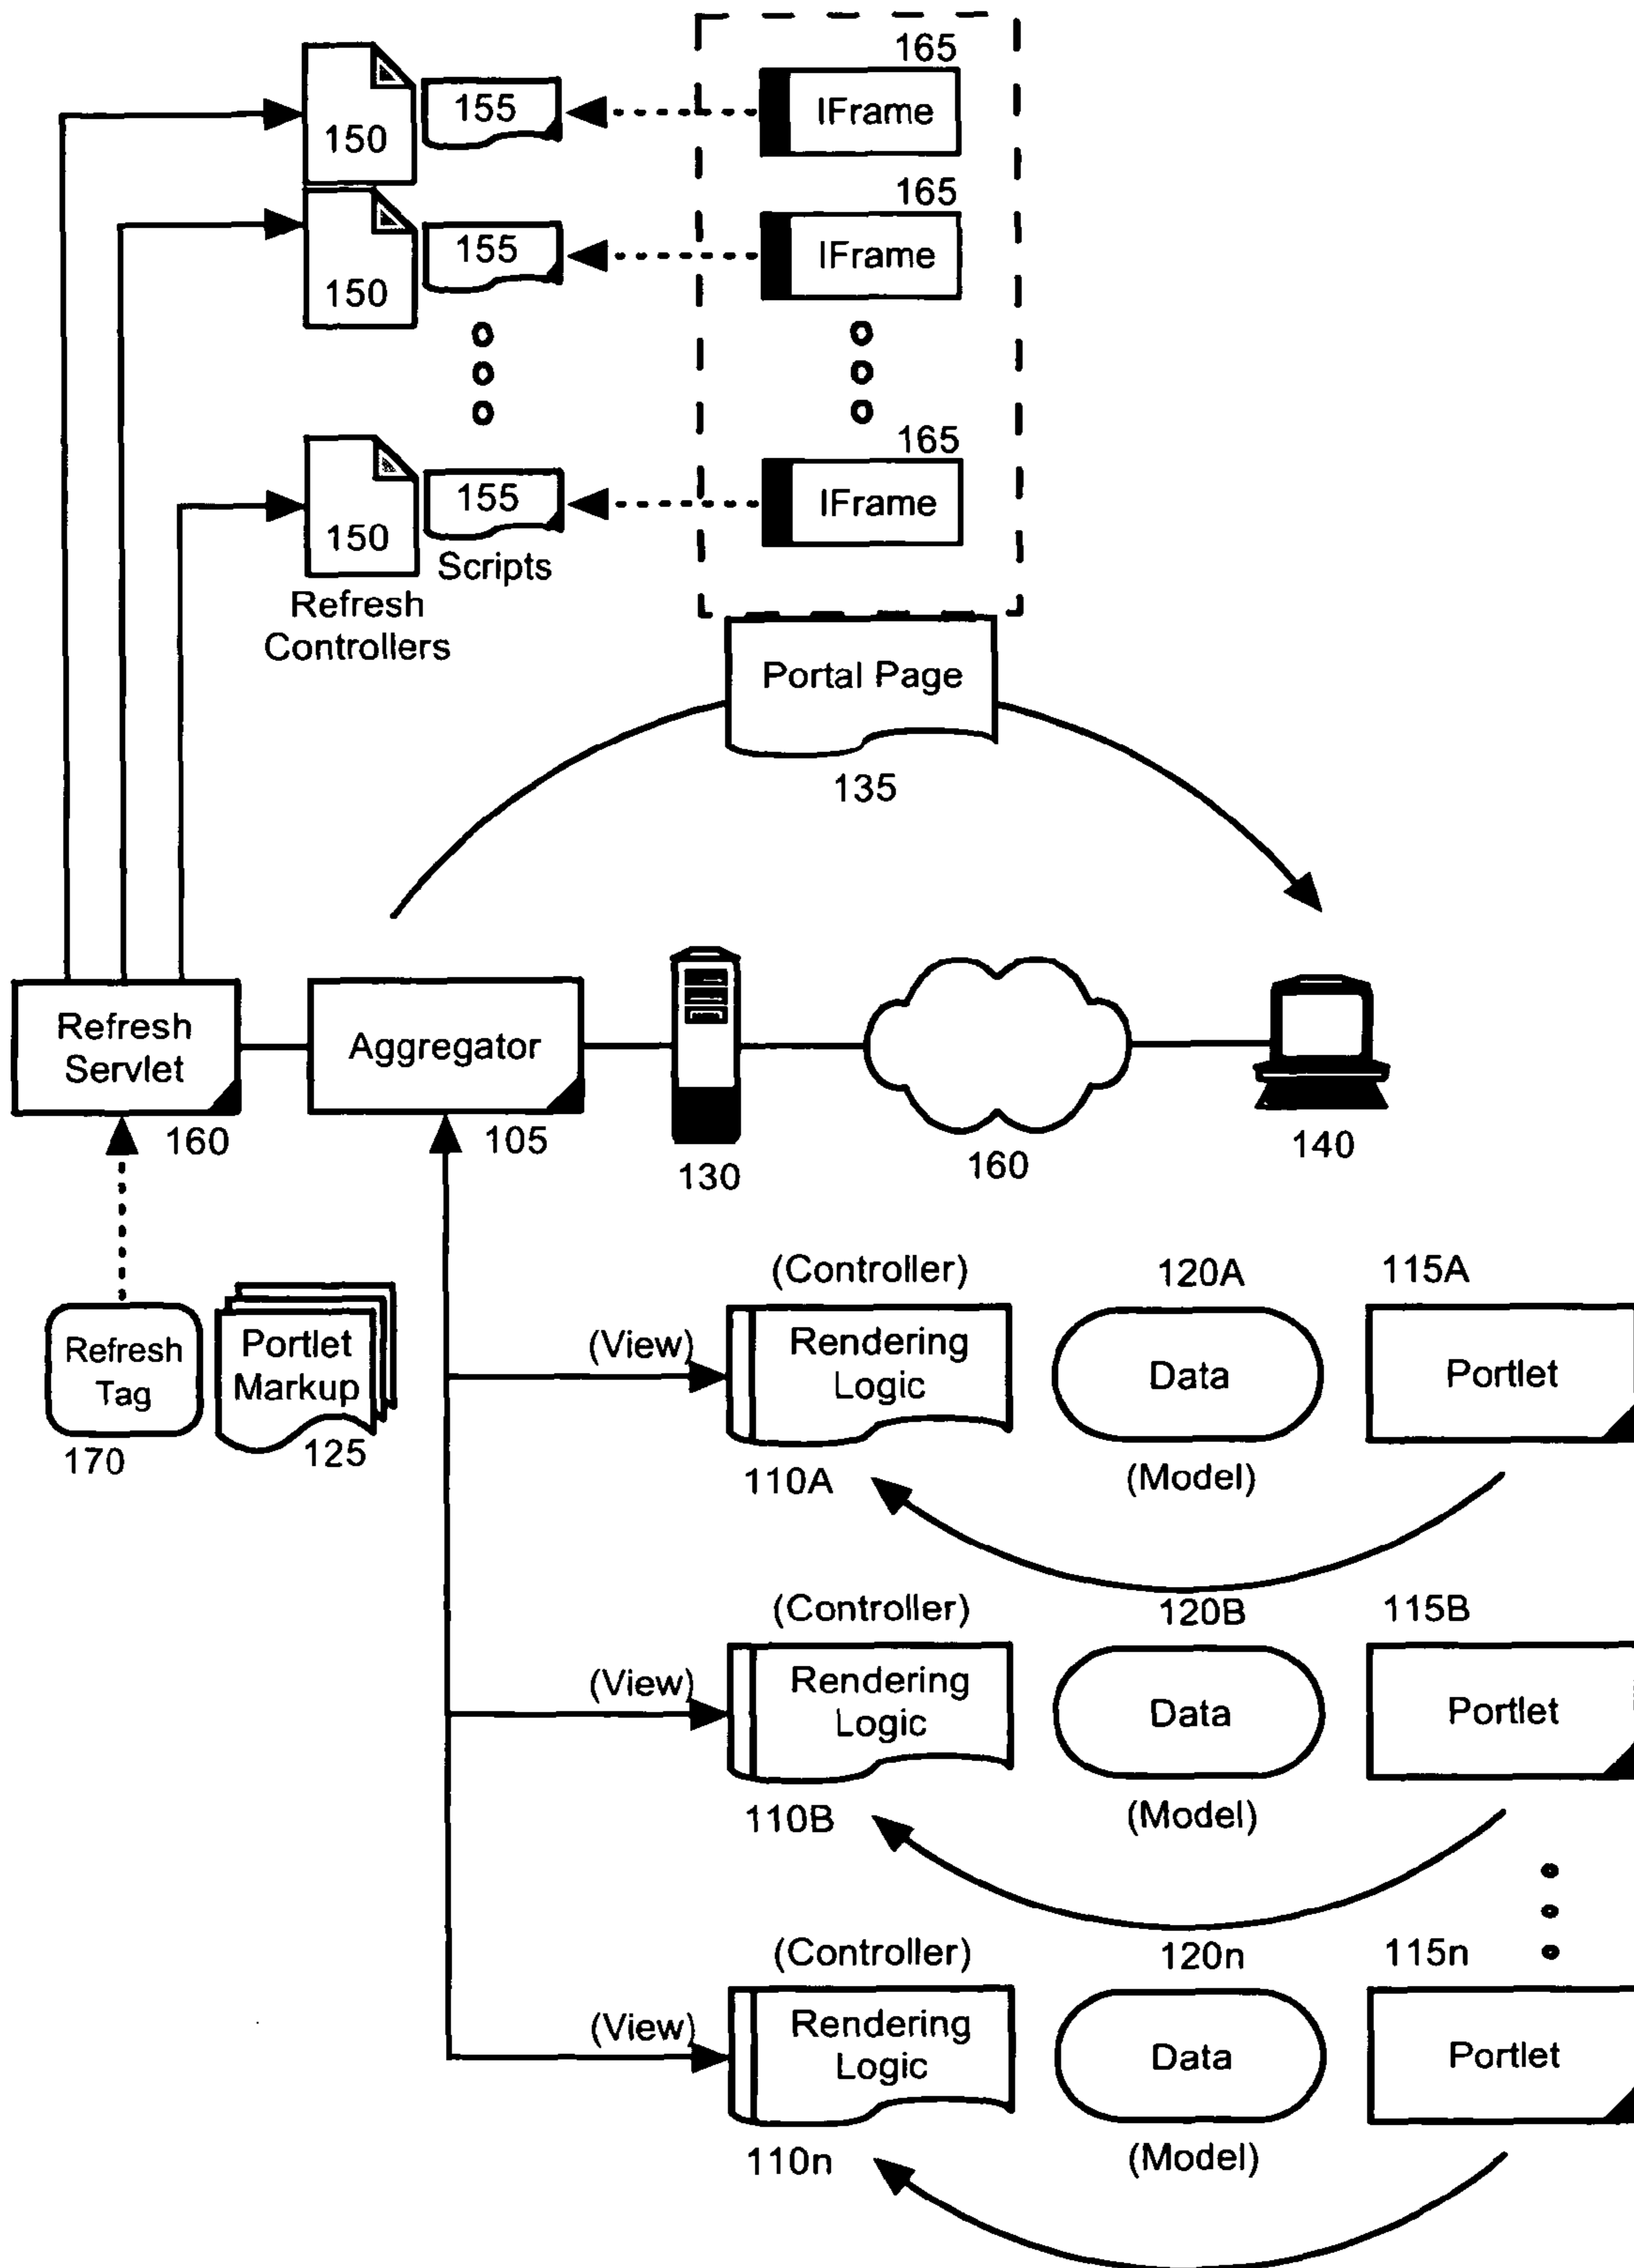 165
155
IFrame
150
165
155
IFrame
150
165
155
IFrame
150
Scripts
Refresh
Controllers
Portal Page
135
Refresh
Servlet
Aggregator
160
105
130
160
140
Refresh
Tag
170
Portlet
Markup
125
(Controller)
120A
115A
(View)
Rendering
Logic
Data
Portlet
110A
(Model)
(Controller)
120B
115B
(View)
Rendering
Logic
Data
Portlet
110B
(Model)
(Controller)
120n
115n
(View)
Rendering
Logic
Data
Portlet
110n
(Model)